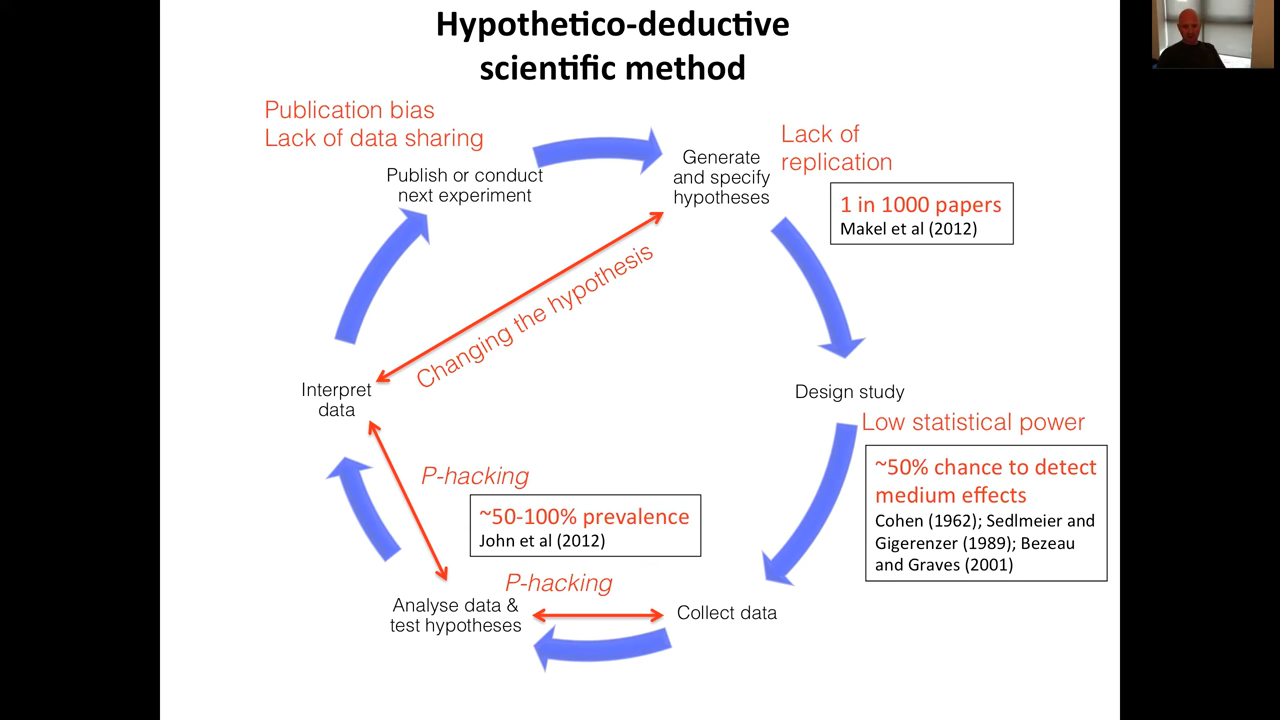 Hypothetico-deductive
scientific method
Publication bias
Lack of data sharing
Publish or conduct
next experiment
Generate
and specify
hypotheses
Lack of
replication
1 in 1000 papers
Makel et al (2012)
Changing the hypothesis
Interpret
data
Design study
Low statistical power
~50% chance to detect
medium effects
Cohen (1962); Sedlmeier and
Gigerenzer (1989); Bezeau
and Graves (2001)
P-hacking
~50-100% prevalence
John et al (2012)
P-hacking
Analyse data &
test hypotheses
Collect data